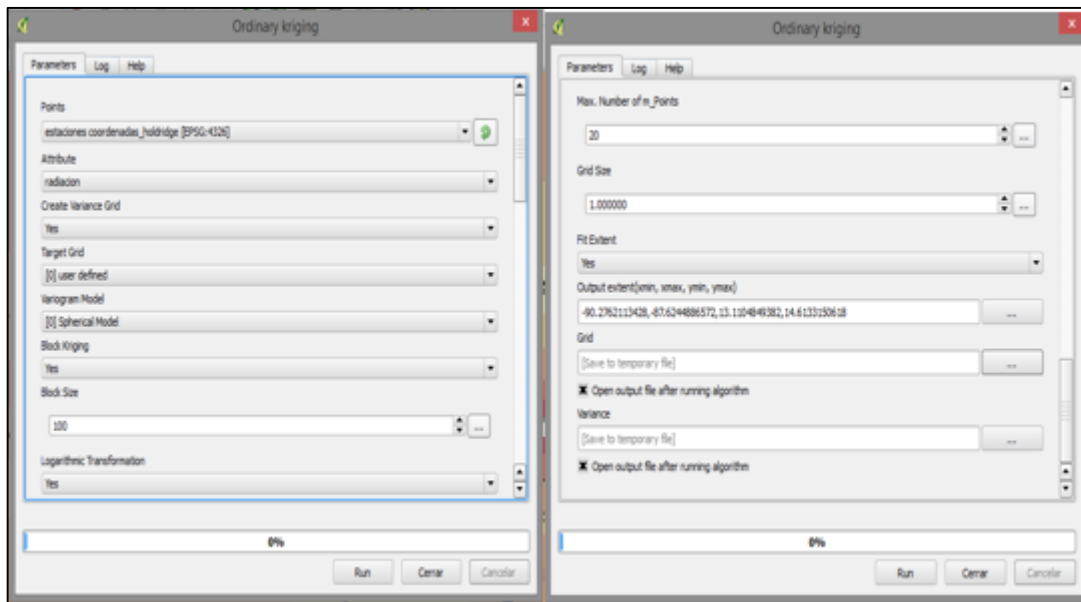 Ordinary kriging
Parameters Log Help
Points
estaciones coordenadas_holdridge [EPSG:4326]
Attribute
radiacion
Create Variance Grid
Yes
Target Grid
[0] user defined
Variogram Model
[0] Spherical Model
Block Kriging
Yes
Block Size
100
...
Logarithmic Transformation
Yes
0%
Run Cerrar Cancelar
Ordinary kriging
Parameters Log Help
Max. Number of m_Points
20
...
Grid Size
1.000000
...
Fit Extent
Yes
Output extent(xmin, xmax, ymin, ymax)
-90.2762113428,-87.6244886572,13.1104849382,14.6133150618
...
Grid
[Save to temporary file]
...
Open output file after running algorithm
Variance
[Save to temporary file]
...
Open output file after running algorithm
0%
Run Cerrar Cancelar